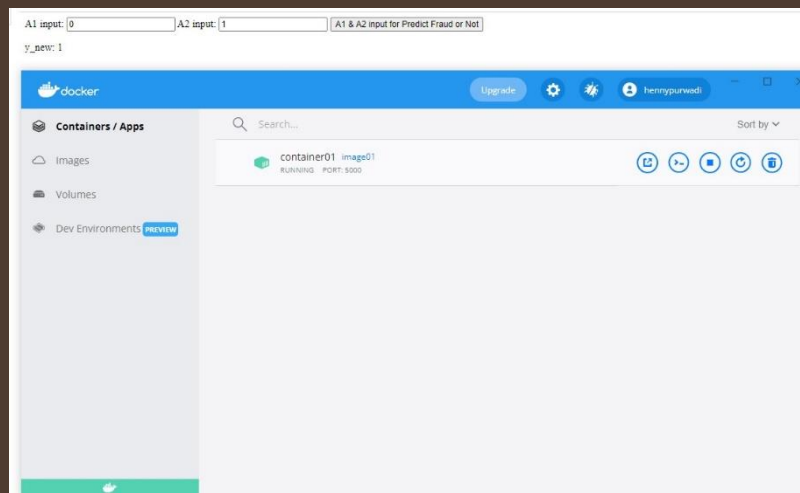 A1 input: 0 A2 input: 1 A1 & A2 input for Predict Fraud or Not
y_new: 1
docker Upgrade hennypurwadi
Containers / Apps Search... Sort by
Images container01 image01
RUNNING PORT: 5000
Volumes
Dev Environments PREVIEW